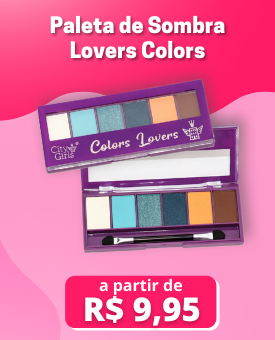 Paleta de Sombra
Lovers Colors
City Girls
Colors Lovers
a partir de
R$ 9,95